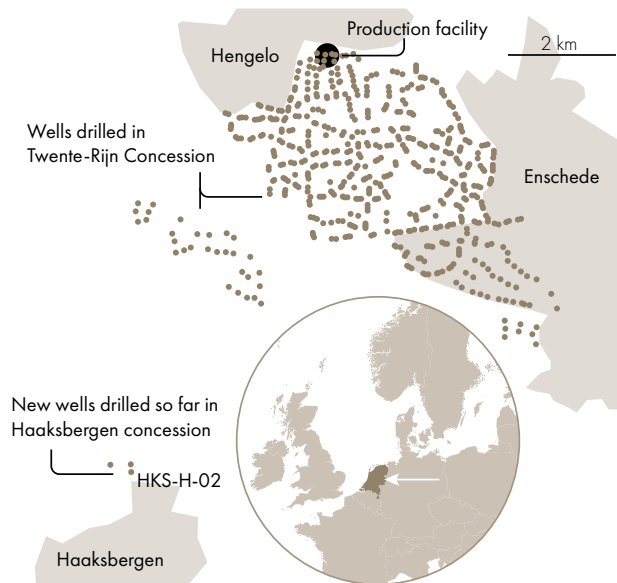 Production facility
Hengelo
2 km
Wells drilled in
Twente-Rijn Concession
Enschede
New wells drilled so far in
Haaksbergen concession
HKS-H-02
Haaksbergen